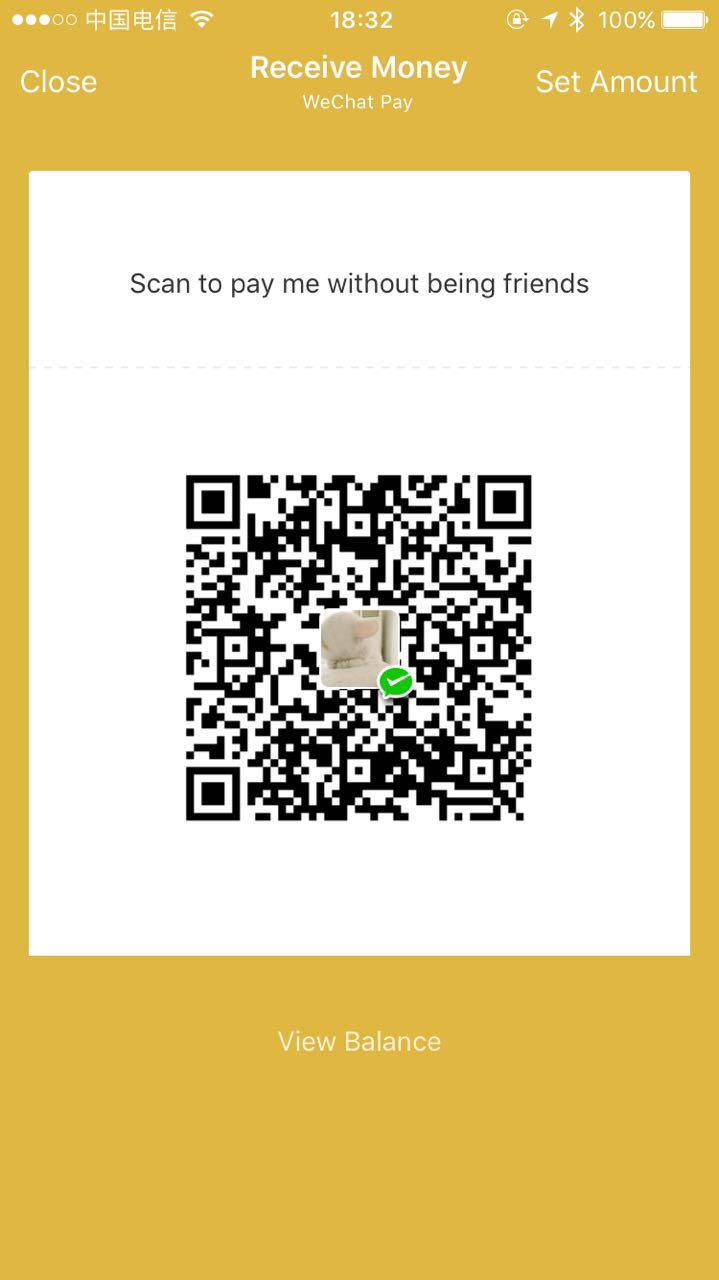 中国电信 18:32 100%
Close Receive Money Set Amount
WeChat Pay
Scan to pay me without being friends
View Balance